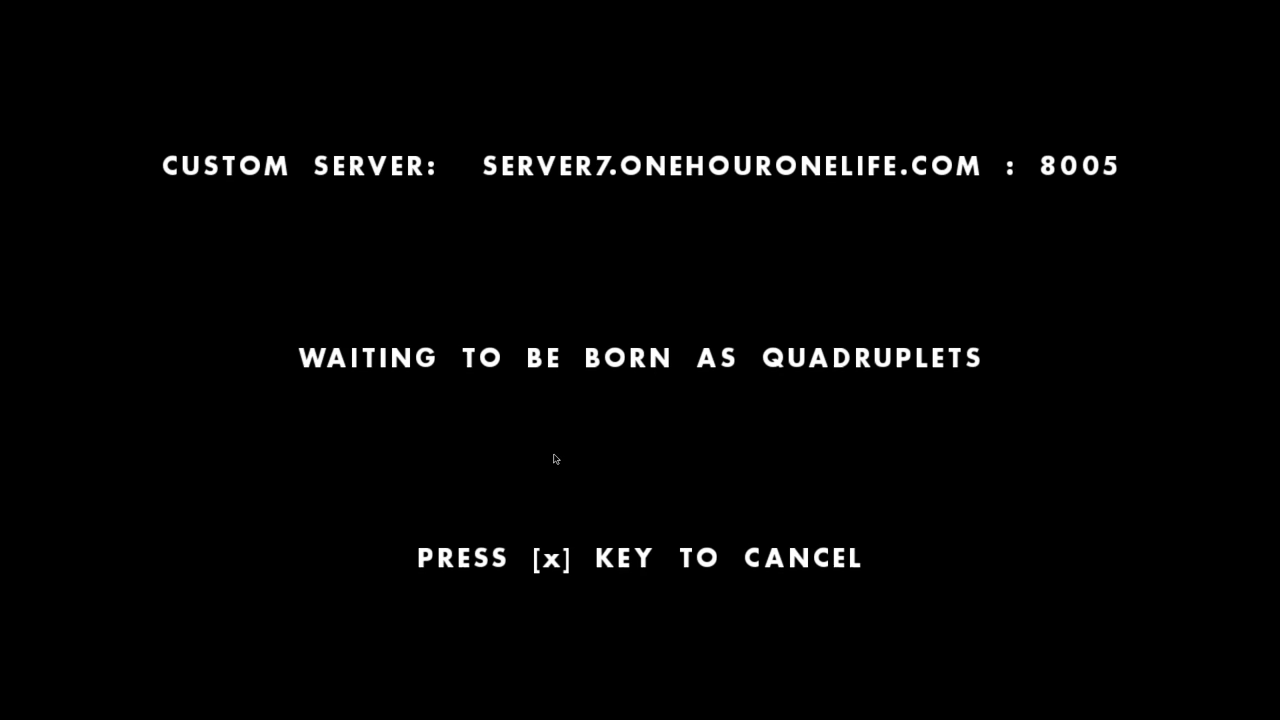 CUSTOM SERVER: SERVER7.ONEHOURONELIFE.COM : 8005
WAITING TO BE BORN AS QUADRUPLETS
PRESS [x] KEY TO CANCEL